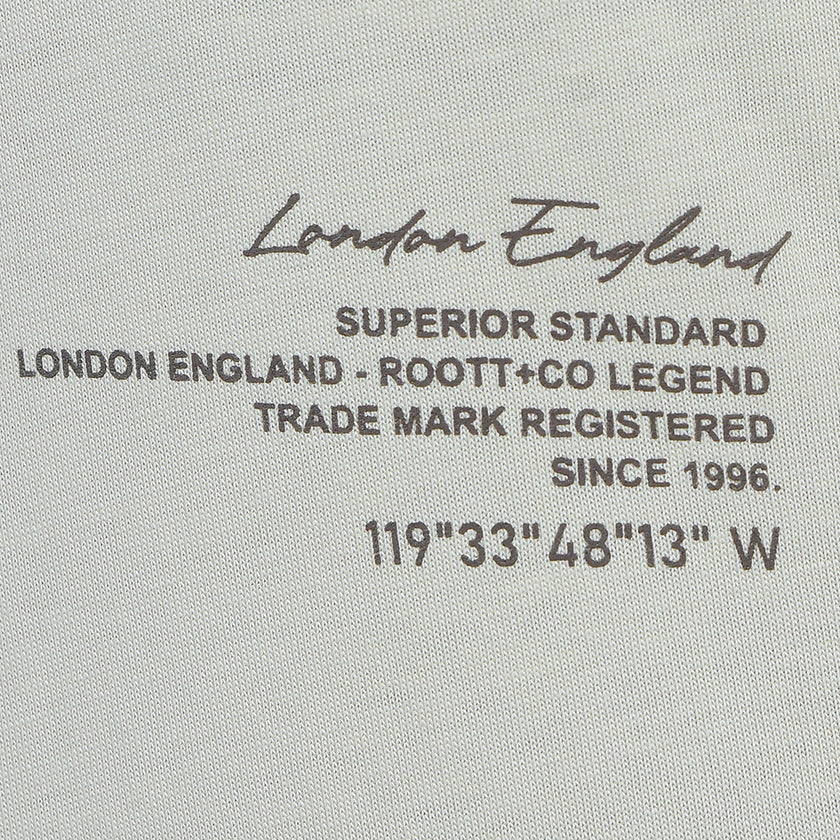 London England
SUPERIOR STANDARD
LONDON ENGLAND - ROOTT+CO LEGEND
TRADE MARK REGISTERED
SINCE 1996.
119"33"48"13" W